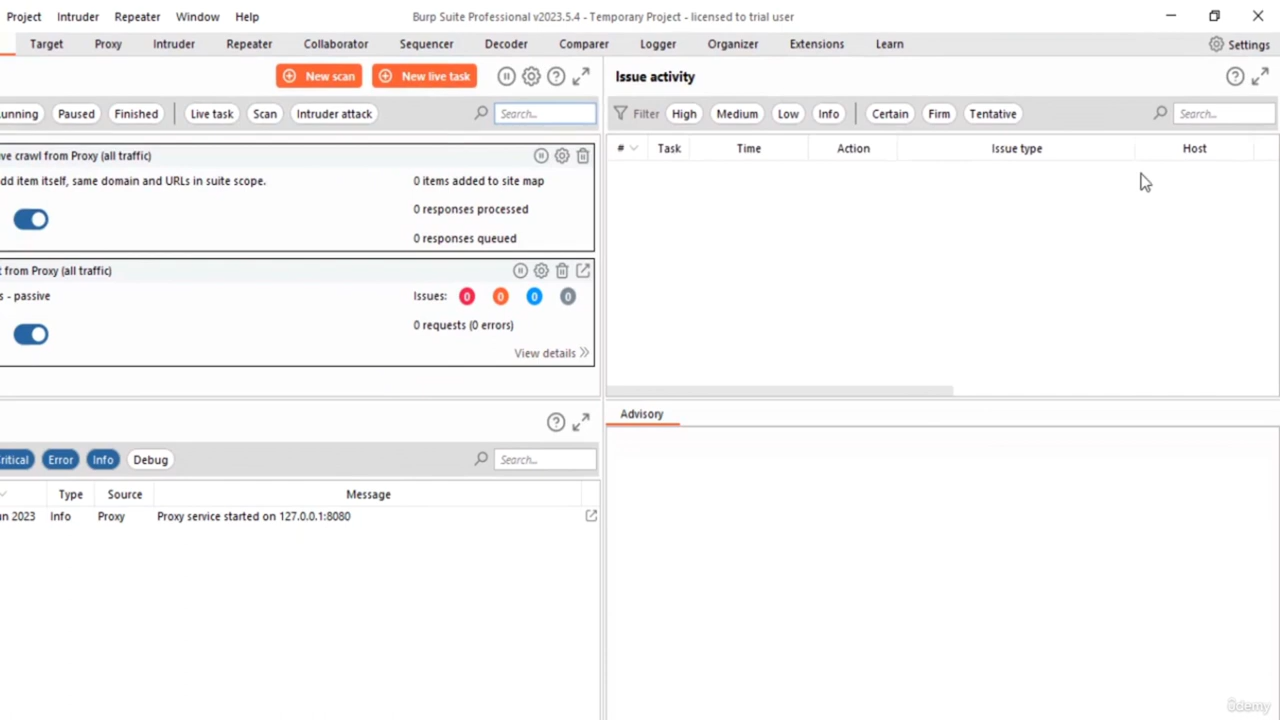 Project Intruder Repeater Window Help Burp Suite Professional v2023.5.4 - Temporary Project - licensed to trial user
Target Proxy Intruder Repeater Collaborator Sequencer Decoder Comparer Logger Organizer Extensions Learn Settings
New scan New live task
unning Paused Finished Live task Scan Intruder attack Search...
ve crawl from Proxy (all traffic)
dd item itself, same domain and URLs in suite scope. 0 items added to site map
0 responses processed
0 responses queued
t from Proxy (all traffic)
s - passive Issues: 0 0 0 0
0 requests (0 errors)
View details
Issue activity
Filter High Medium Low Info Certain Firm Tentative Search...
# Task Time Action Issue type Host
ritical Error Info Debug Search...
Type Source Message
un 2023 Info Proxy Proxy service started on 127.0.0.1:8080
Advisory
ûdemy